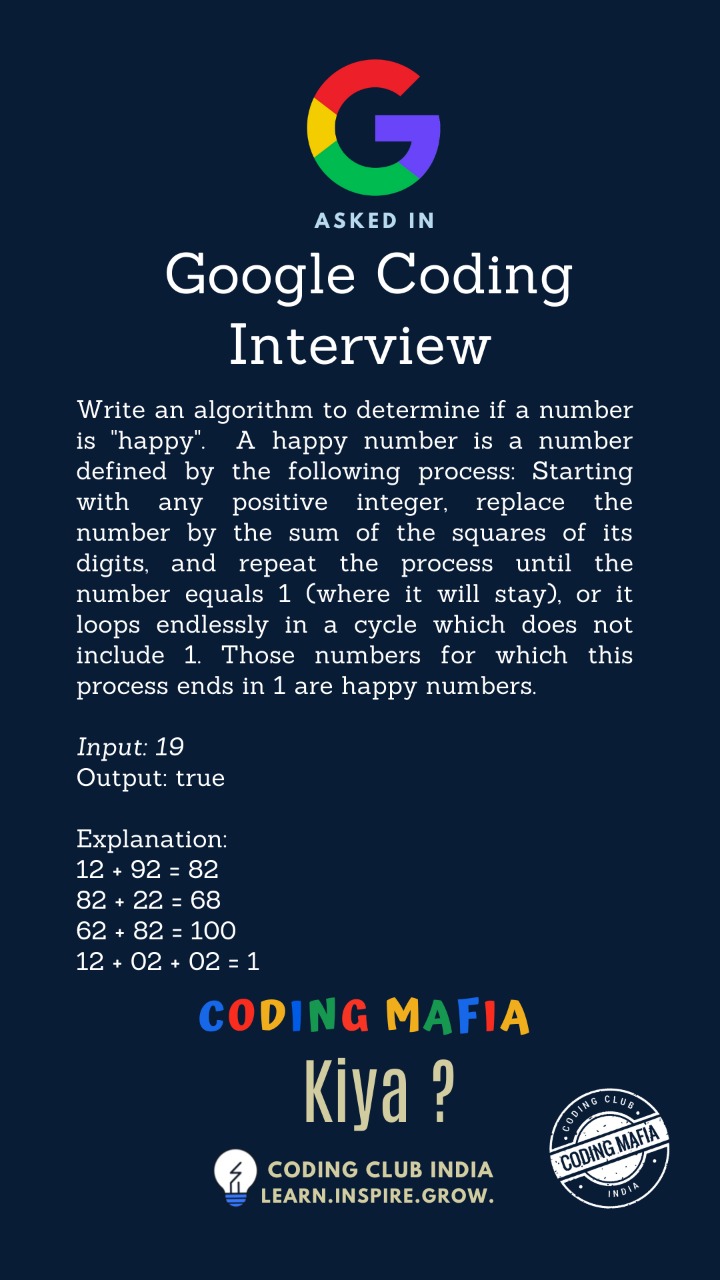 G
ASKED IN
Google Coding
Interview
Write an algorithm to determine if a number
is "happy". A happy number is a number
defined by the following process: Starting
with any positive integer, replace the
number by the sum of the squares of its
digits, and repeat the process until the
number equals 1 (where it will stay), or it
loops endlessly in a cycle which does not
include 1. Those numbers for which this
process ends in 1 are happy numbers.
Input: 19
Output: true
Explanation:
12 + 92 = 82
82 + 22 = 68
62 + 82 = 100
12 + 02 + 02 = 1
CODING MAFIA
Kiya ?
CODING CLUB INDIA
LEARN.INSPIRE.GROW.
CODING CLUB
CODING MAFIA
INDIA